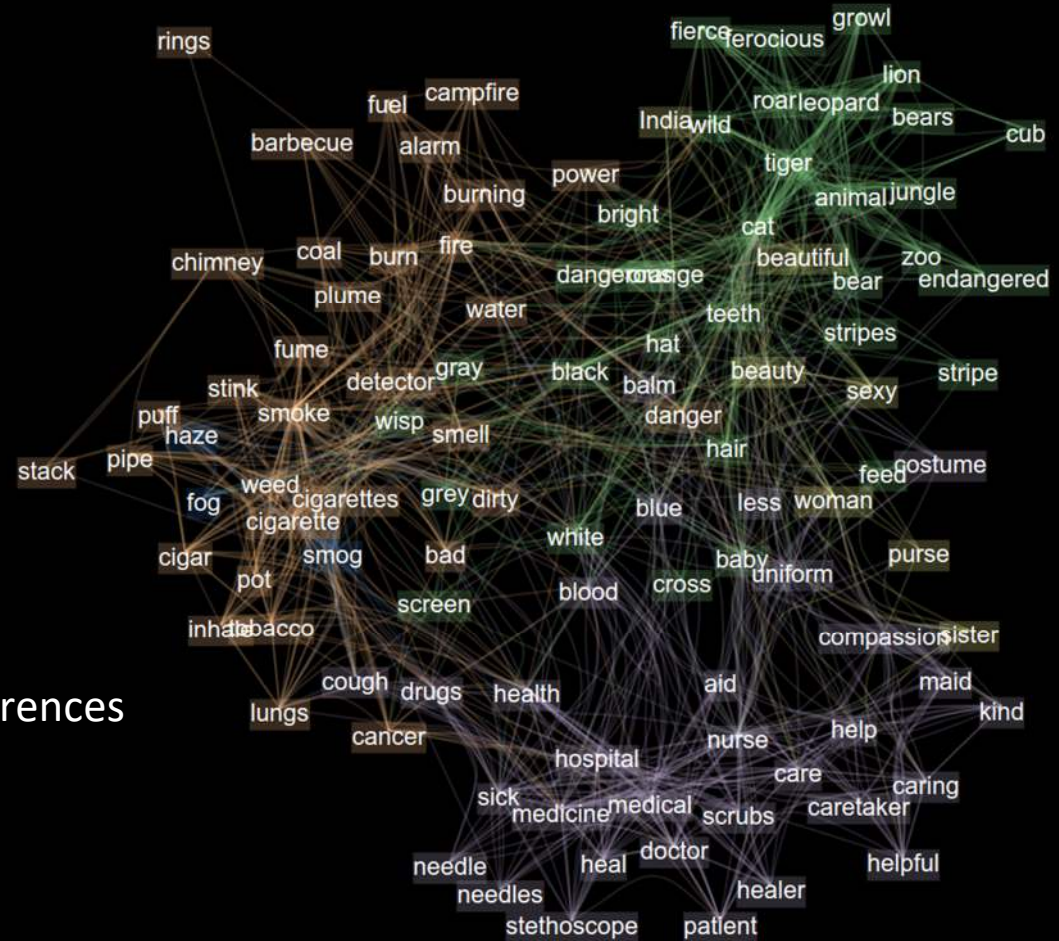 growl
fierce
ferocious
rings
lion
campfire
fuel
roar
leopard
bears
India
wild
cub
barbecue
alarm
tiger
power
burning
animal
jungle
bright
cat
fire
coal
burn
chimney
beautiful
zoo
dangerous
orange
bear
endangered
plume
water
teeth
stripes
hat
fume
gray
detector
black
balm
beauty
stripe
stink
sexy
puff
smoke
wisp
danger
haze
smell
hair
pipe
stack
costume
feed
weed
cigarettes
grey
dirty
fog
blue
less
woman
cigarette
white
cigar
smog
bad
baby
purse
pot
cross
uniform
blood
screen
inhale
tobacco
compassion
sister
cough
drugs
health
aid
maid
rences
lungs
kind
cancer
nurse
help
hospital
care
caring
sick
medicine
medical
scrubs
caretaker
doctor
needle
heal
helpful
needles
healer
stethoscope
patient